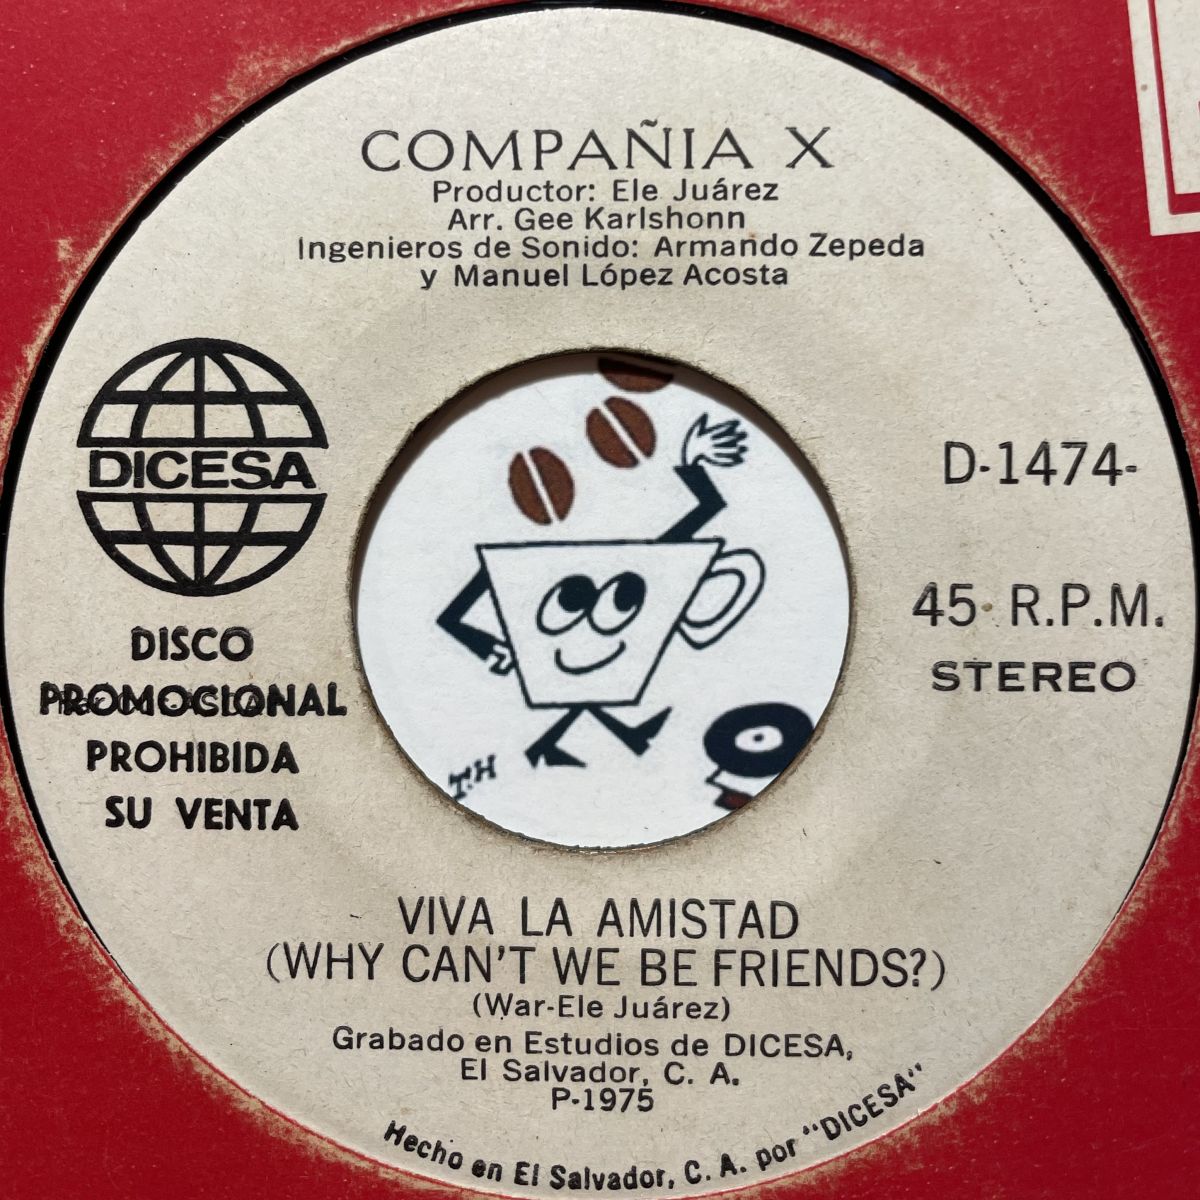 COMPAÑIA X
Productor: Ele Juárez
Arr. Gee Karlshonn
Ingenieros de Sonido: Armando Zepeda
y Manuel López Acosta
DICESA
D-1474-
45 R.P.M.
STEREO
DISCO
PROMOCIONAL
PROHIBIDA
SU VENTA
T.H
VIVA LA AMISTAD
(WHY CAN'T WE BE FRIENDS?)
(War-Ele Juárez)
Grabado en Estudios de DICESA,
El Salvador, C. A.
P-1975
Hecho en El Salvador, C. A. por "DICESA"